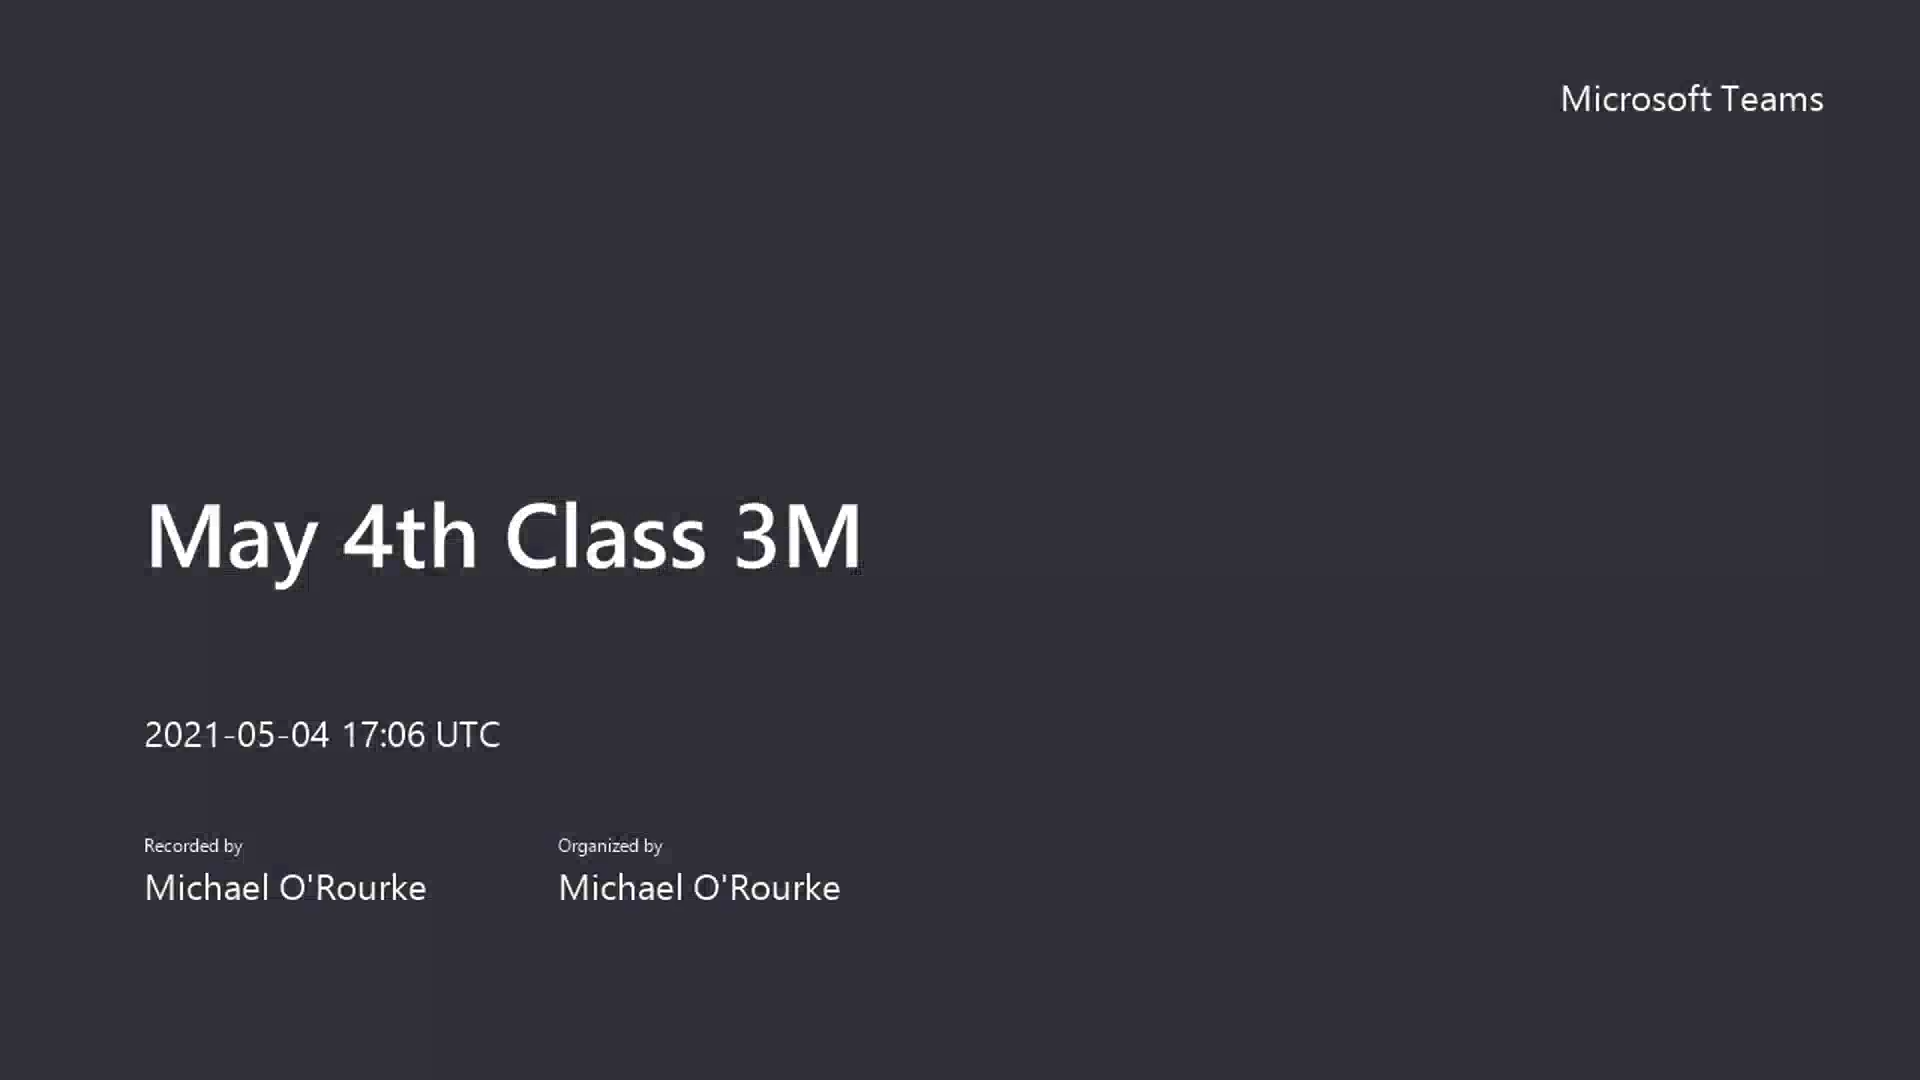 Microsoft Teams
May 4th Class 3M
2021-05-04 17:06 UTC
Recorded by
Michael O'Rourke
Organized by
Michael O'Rourke